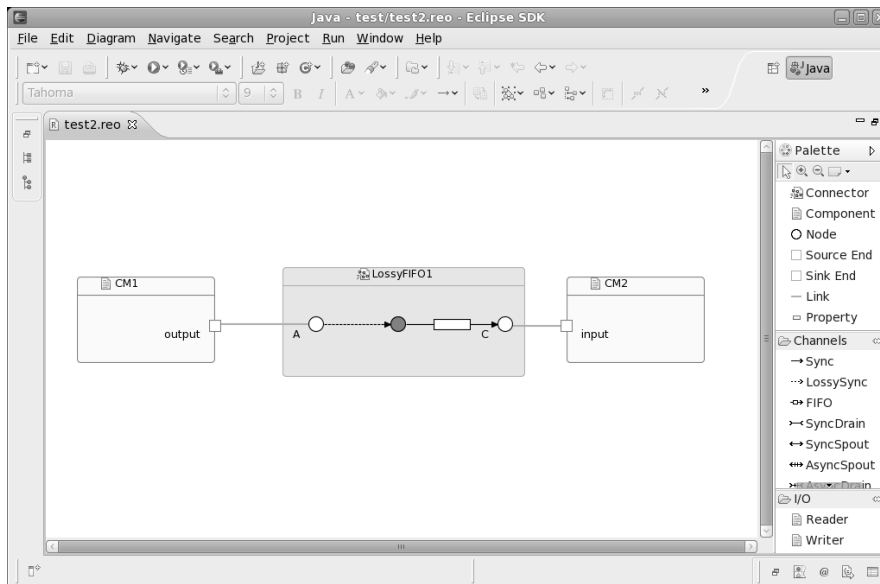 Java - test/test2.reo - Eclipse SDK
File Edit Diagram Navigate Search Project Run Window Help
Java
Tahoma 9 B I A »
test2.reo
Palette
Connector
Component
Node
Source End
Sink End
Link
Property
Channels
Sync
LossySync
FIFO
SyncDrain
SyncSpout
AsyncSpout
AsyncDrain
I/O
Reader
Writer
CM1
output
LossyFIFO1
A
C
CM2
input
@